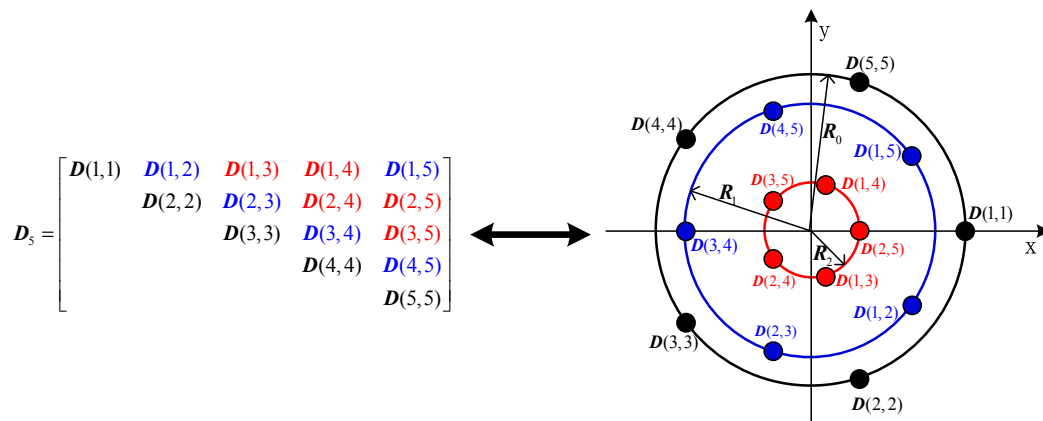 D₅ =
D(1,1) D(1,2) D(1,3) D(1,4) D(1,5)
D(2,2) D(2,3) D(2,4) D(2,5)
D(3,3) D(3,4) D(3,5)
D(4,4) D(4,5)
D(5,5)
y
D(5,5)
D(4,4)
D(4,5)
R₀
D(1,5)
D(3,5)
D(1,4)
R₁
D(1,1)
D(3,4)
D(2,5)
x
R₂
D(2,4)
D(1,3)
D(1,2)
D(3,3)
D(2,3)
D(2,2)